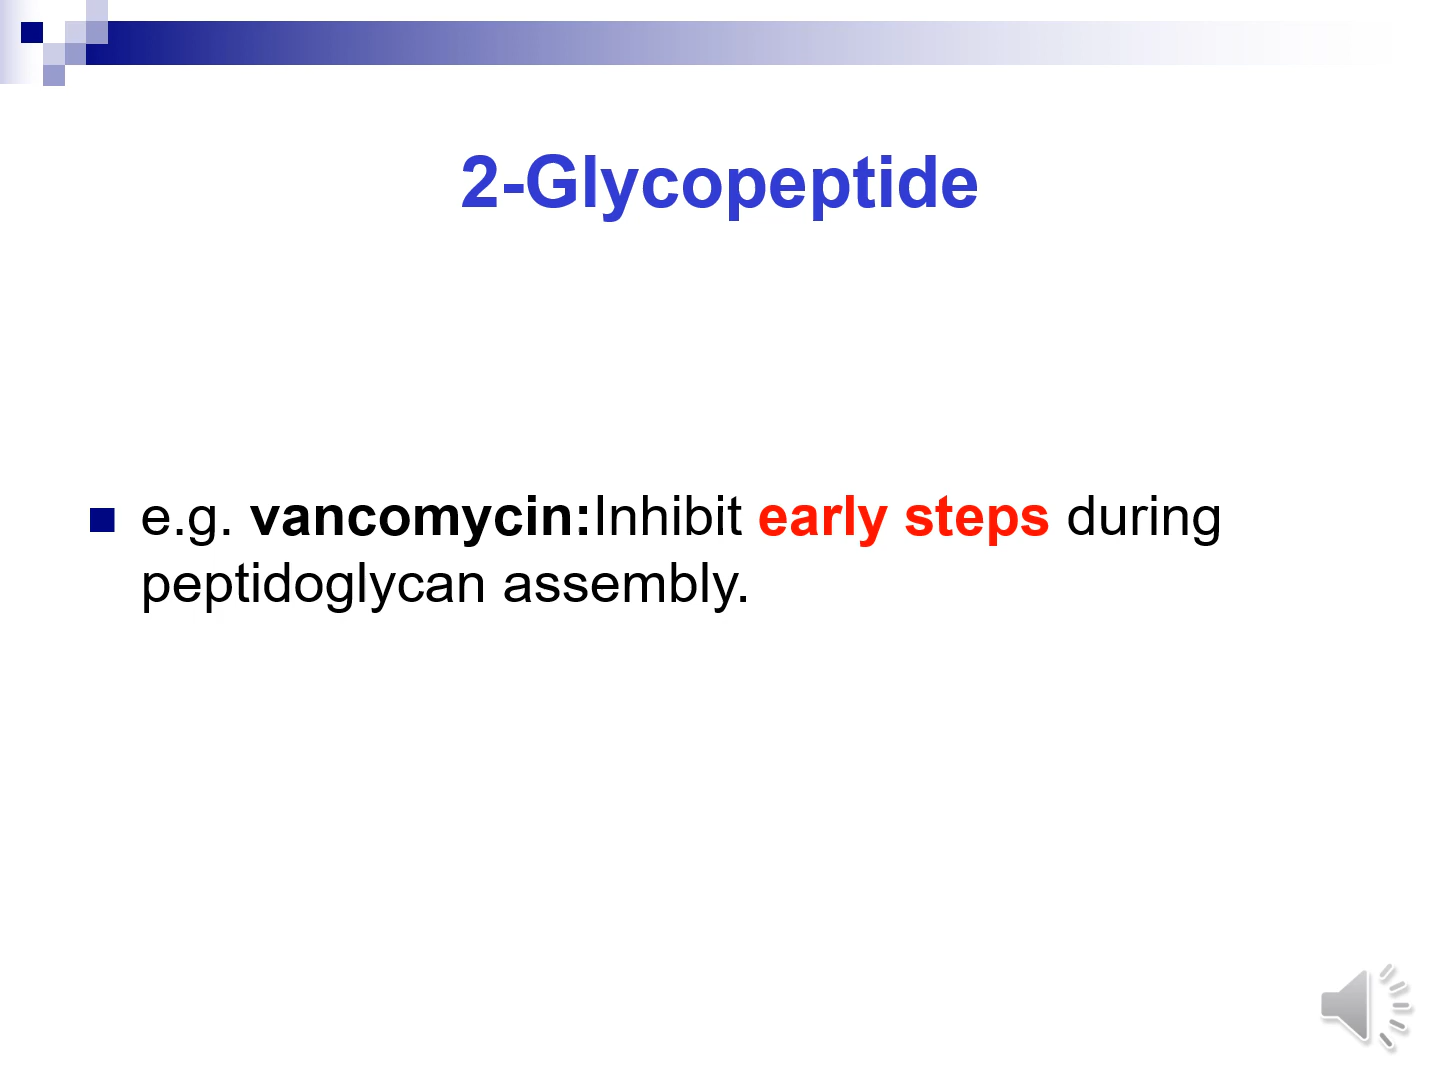 2-Glycopeptide
e.g. vancomycin:Inhibit early steps during
peptidoglycan assembly.